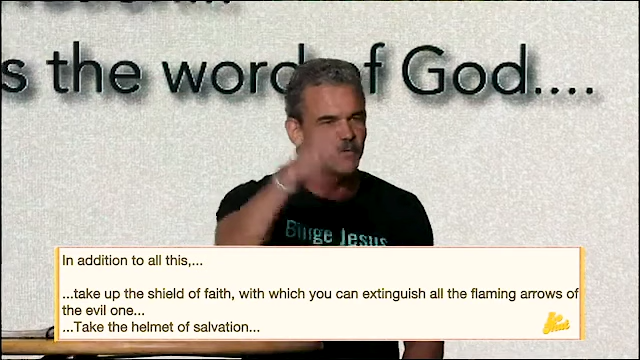 s the word of God....
Binge Jesus
In addition to all this,...
...take up the shield of faith, with which you can extinguish all the flaming arrows of
the evil one...
...Take the helmet of salvation...